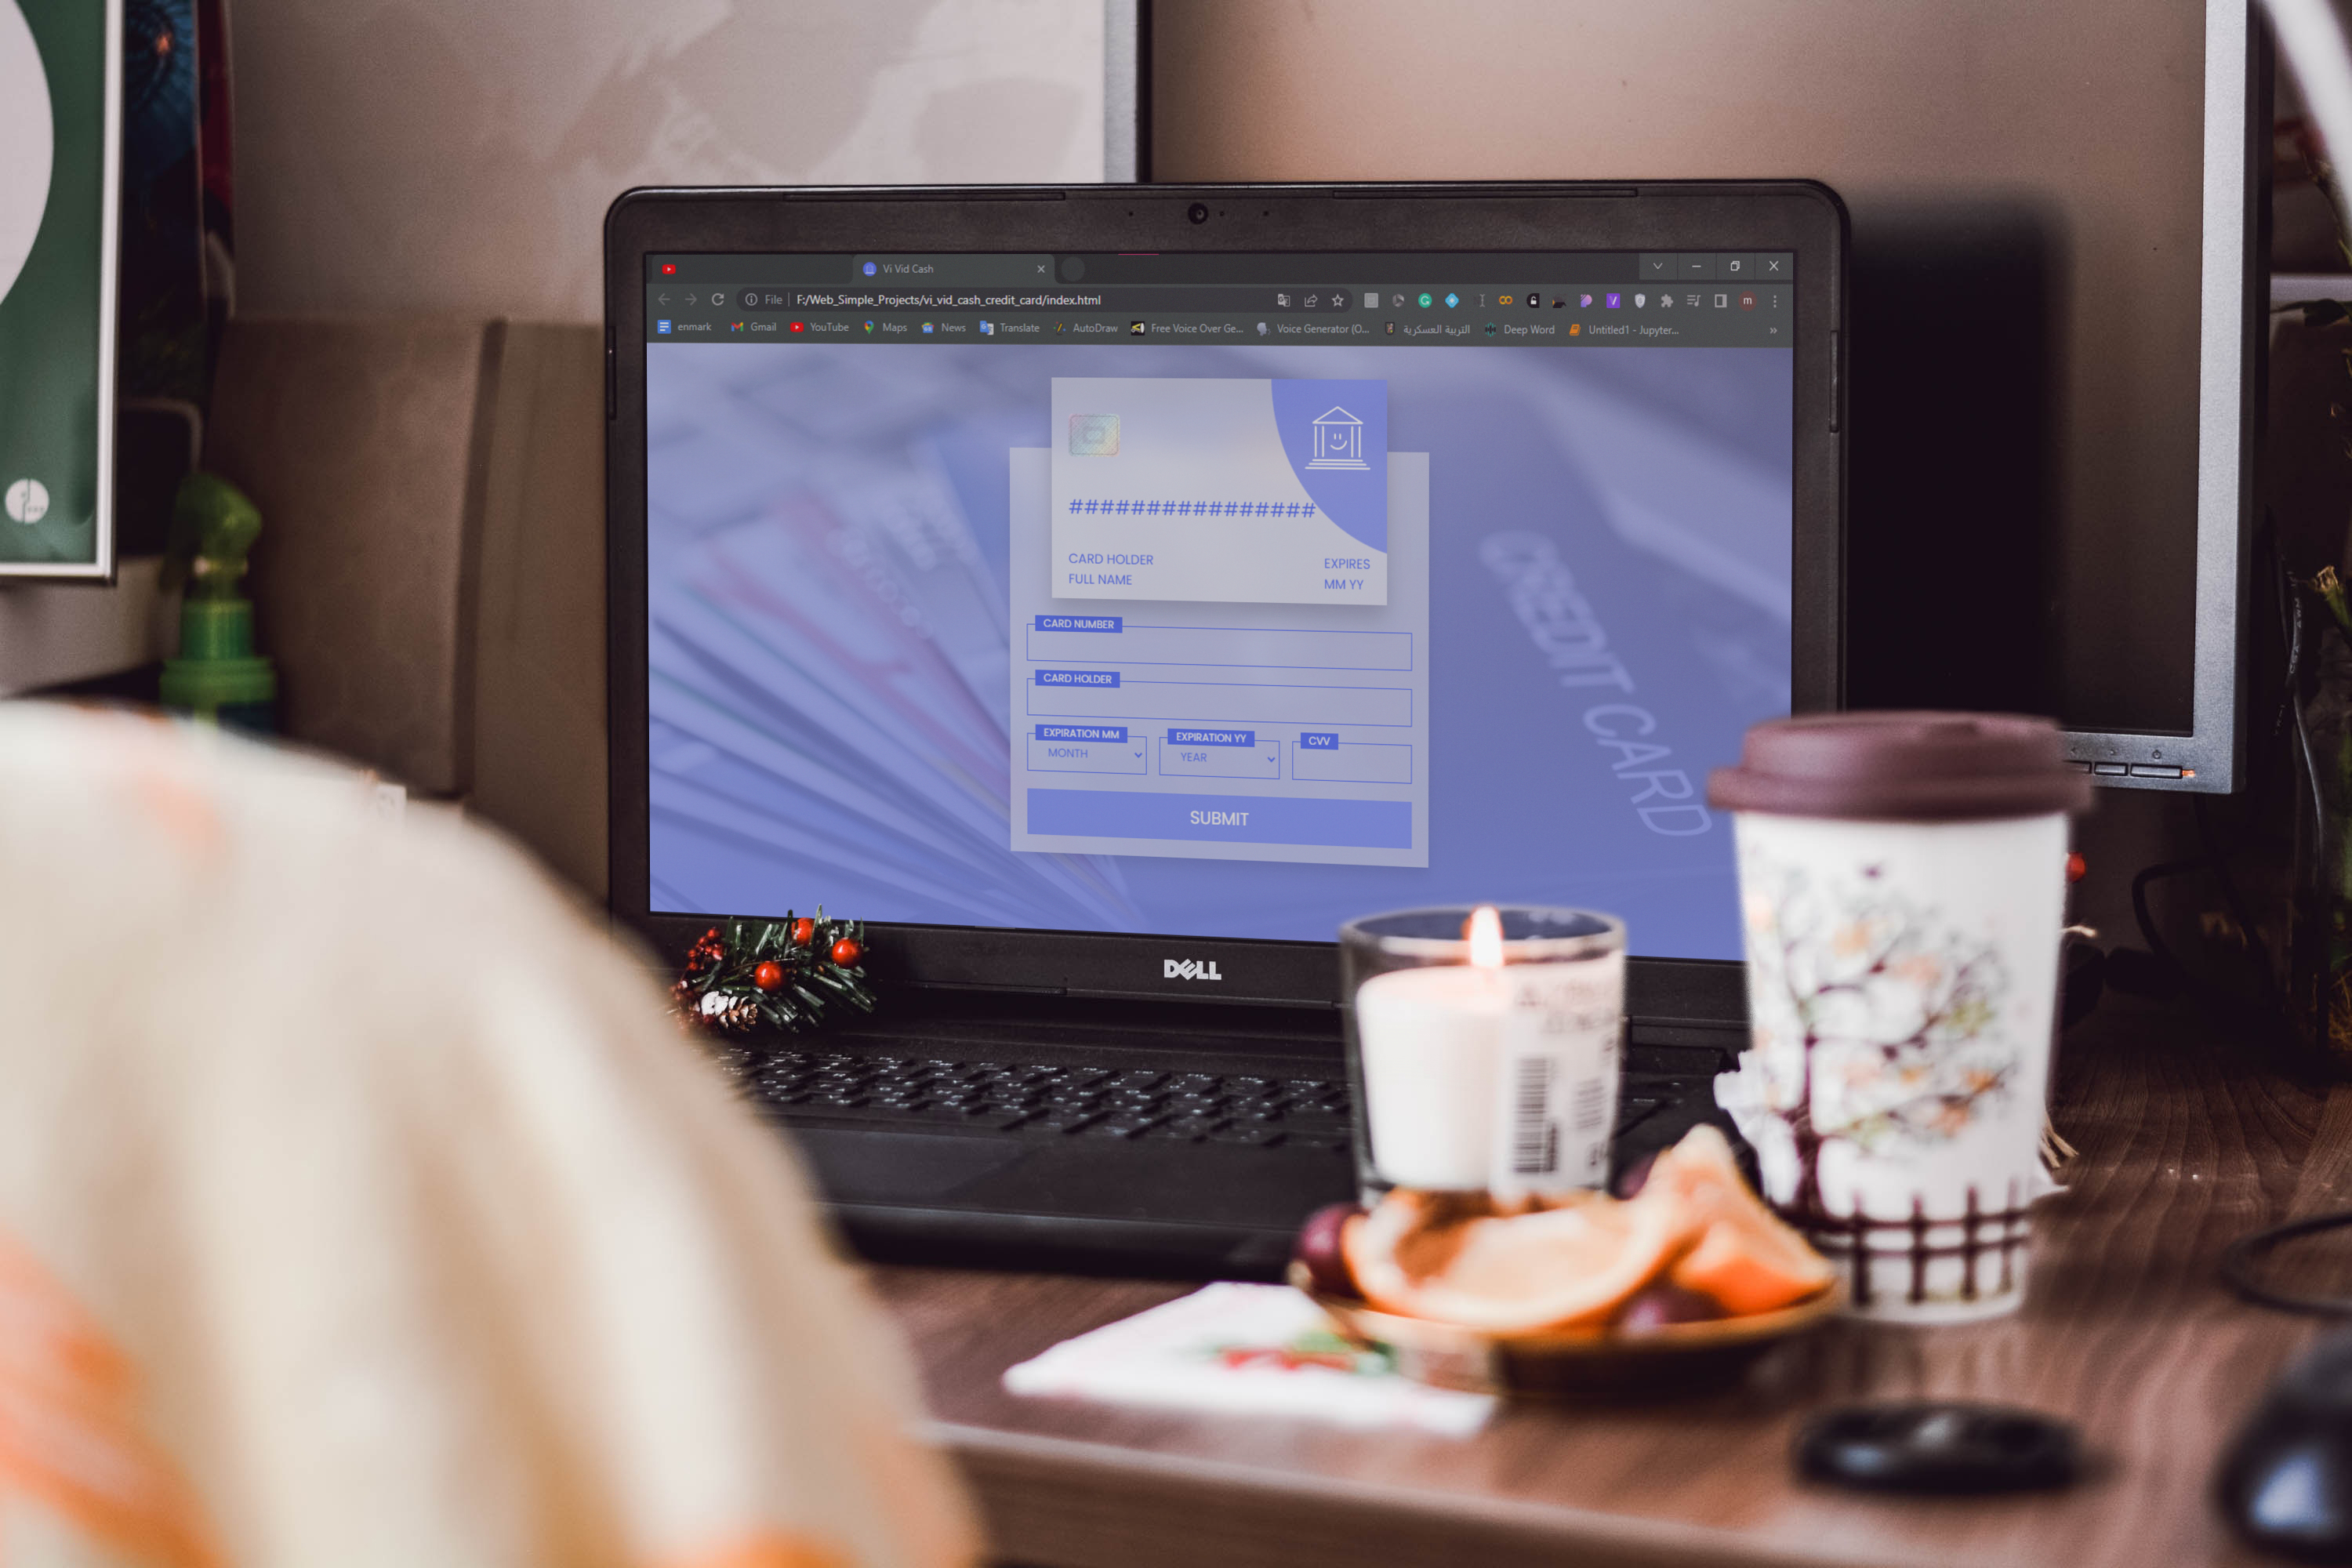 Vi Vid Cash
File F:/Web_Simple_Projects/vi_vid_cash_credit_card/index.html
enmark Gmail YouTube Maps News Translate AutoDraw Free Voice Over Ge... Voice Generator (O... التربية العسكرية Deep Word Untitled1 - Jupyter... »
################
CARD HOLDER EXPIRES
FULL NAME MM YY
CARD NUMBER
CARD HOLDER
EXPIRATION MM EXPIRATION YY CVV
MONTH YEAR
SUBMIT
CREDIT CARD
DELL